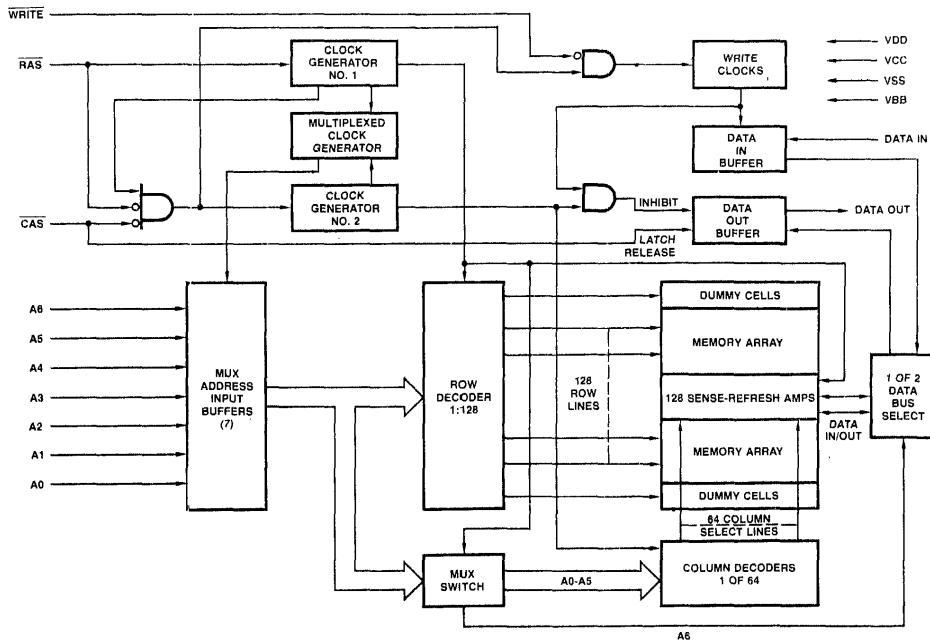 WRITE
RAS
CLOCK
GENERATOR
NO. 1
WRITE
CLOCKS
VDD
VCC
VSS
VBB
MULTIPLEXED
CLOCK
GENERATOR
DATA
IN
BUFFER
DATA IN
CAS
CLOCK
GENERATOR
NO. 2
INHIBIT
LATCH
RELEASE
DATA
OUT
BUFFER
DATA OUT
A6
A5
A4
A3
A2
A1
A0
MUX
ADDRESS
INPUT
BUFFERS
(7)
ROW
DECODER
1:128
128
ROW
LINES
DUMMY CELLS
MEMORY ARRAY
128 SENSE-REFRESH AMPS
MEMORY ARRAY
DUMMY CELLS
DATA
IN/OUT
1 OF 2
DATA
BUS
SELECT
64 COLUMN
SELECT LINES
MUX
SWITCH
A0-A5
COLUMN DECODERS
1 OF 64
A6